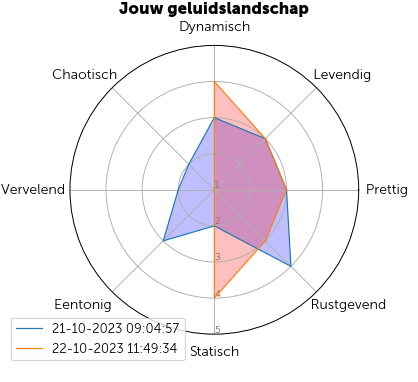 Jouw geluidslandschap
Dynamisch
Chaotisch
Levendig
Vervelend
1
Prettig
2
3
4
Eentonig
Rustgevend
5
21-10-2023 09:04:57
22-10-2023 11:49:34
Statisch